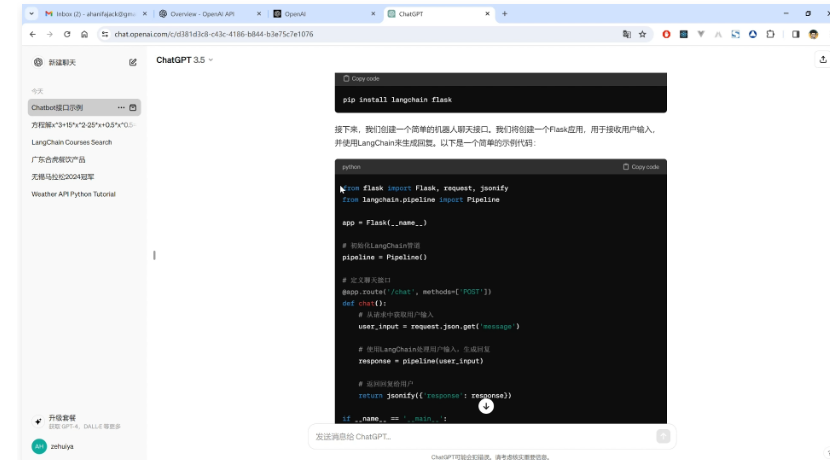 Inbox (2) - ahanifajack@gma
Overview - OpenAI API
OpenAI
ChatGPT
chat.openai.com/c/d381d3c8-c43c-4186-b844-b3e75c7e1076
新建聊天
ChatGPT 3.5
今天
Chatbot接口示例
方程解x^3+15*x^2-25*x+0.5*x^0.5-
LangChain Courses Search
广东合虎餐饮产品
无锡马拉松2024冠军
Weather API Python Tutorial
Copy code
pip install langchain flask
接下来，我们创建一个简单的机器人聊天接口。我们将创建一个Flask应用，用于接收用户输入，
并使用LangChain来生成回复。以下是一个简单的示例代码：
python
Copy code
from flask import Flask, request, jsonify
from langchain.pipeline import Pipeline
app = Flask(__name__)
# 初始化LangChain管道
pipeline = Pipeline()
# 定义聊天接口
@app.route('/chat', methods=['POST'])
def chat():
# 从请求中获取用户输入
user_input = request.json.get('message')
# 使用LangChain处理用户输入，生成回复
response = pipeline(user_input)
# 返回回复给用户
return jsonify({'response': response})
if __name__ == '__main__':
升级套餐
获取 GPT-4、DALL·E 等更多
AH
zehuiya
发送消息给 ChatGPT...
ChatGPT可能会犯错误。请考虑核实重要信息。